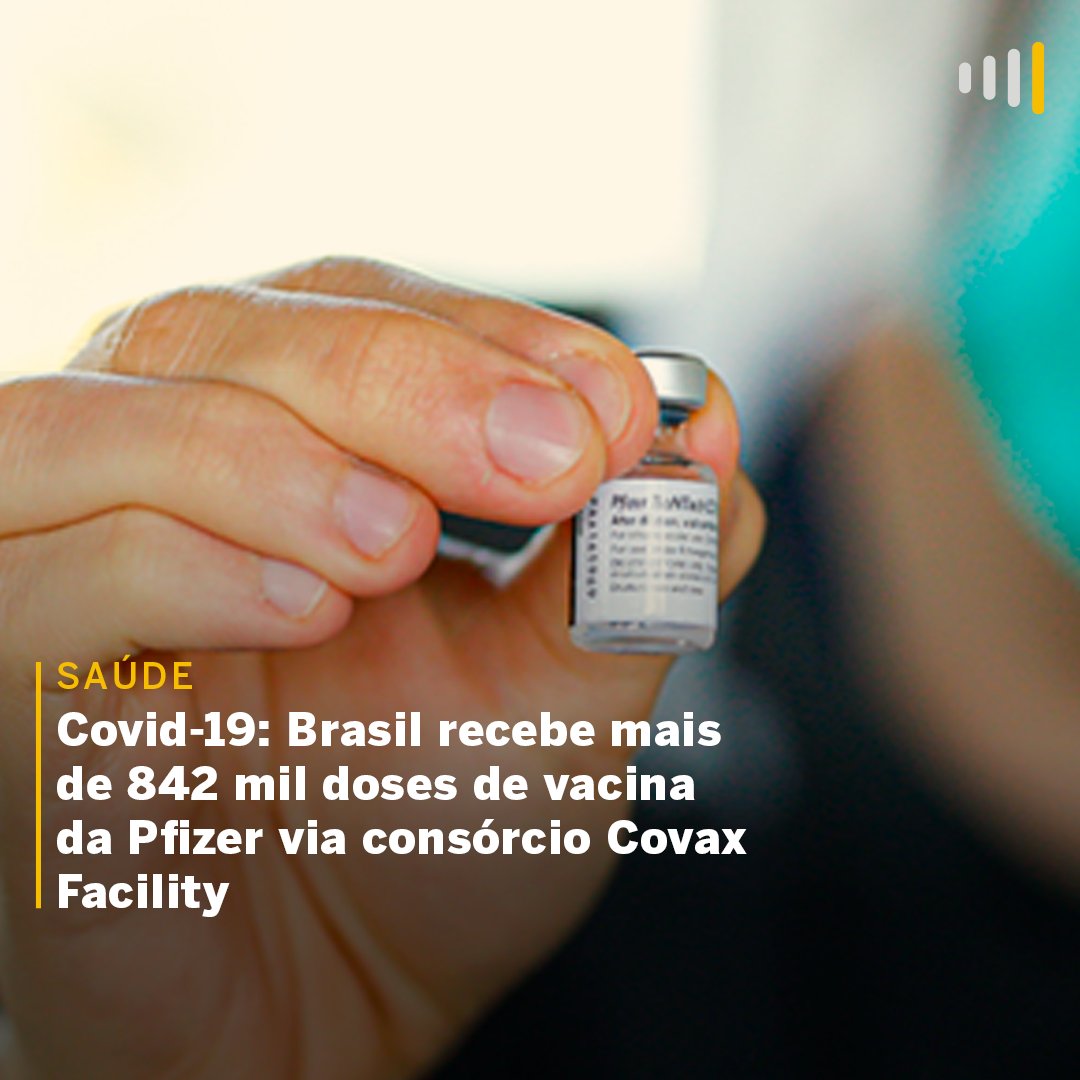 SAÚDE
Covid-19: Brasil recebe mais
de 842 mil doses de vacina
da Pfizer via consórcio Covax
Facility